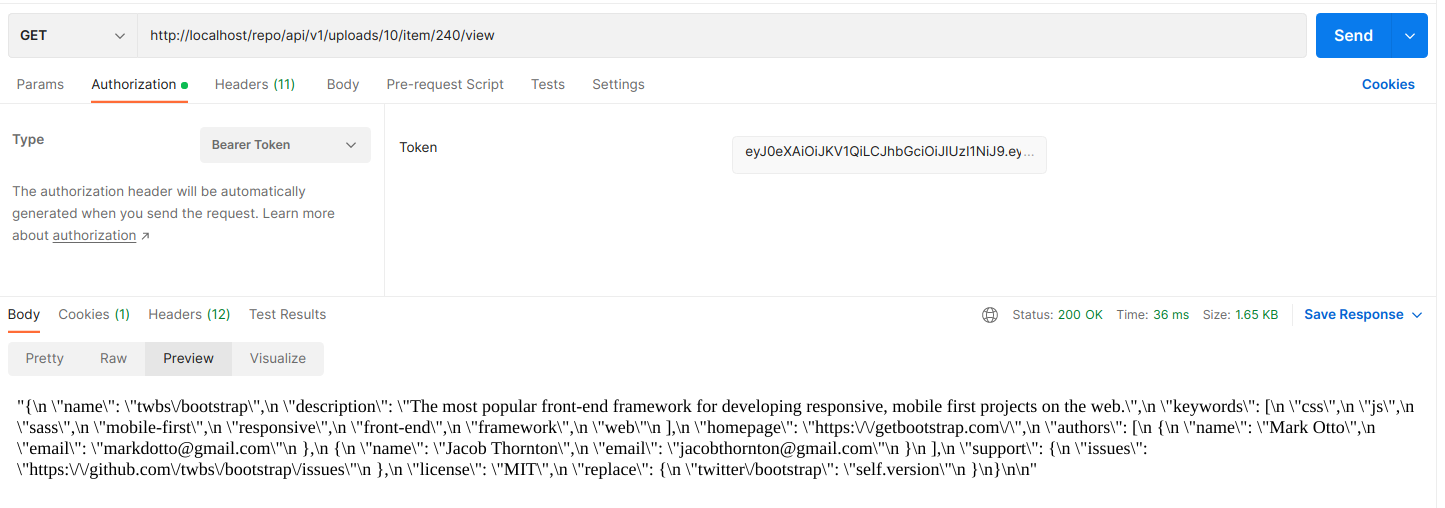 GET http://localhost/repo/api/v1/uploads/10/item/240/view Send
Params Authorization Headers (11) Body Pre-request Script Tests Settings Cookies
Type Bearer Token
Token eyJ0eXAiOiJKV1QiLCJhbGciOiJIUzI1NiJ9.ey...
The authorization header will be automatically
generated when you send the request. Learn more
about authorization ↗
Body Cookies (1) Headers (12) Test Results Status: 200 OK Time: 36 ms Size: 1.65 KB Save Response
Pretty Raw Preview Visualize
"{\n \"name\": \"twbs\/bootstrap\",\n \"description\": \"The most popular front-end framework for developing responsive, mobile first projects on the web.\",\n \"keywords\": [\n \"css\",\n \"js\",\n
\"sass\",\n \"mobile-first\",\n \"responsive\",\n \"front-end\",\n \"framework\",\n \"web\"\n ],\n \"homepage\": \"https:\/\/getbootstrap.com\/\",\n \"authors\": [\n {\n \"name\": \"Mark Otto\",\n
\"email\": \"markdotto@gmail.com\"\n },\n {\n \"name\": \"Jacob Thornton\",\n \"email\": \"jacobthornton@gmail.com\"\n }\n ],\n \"support\": {\n \"issues\":
\"https:\/\/github.com\/twbs\/bootstrap\/issues\"\n },\n \"license\": \"MIT\",\n \"replace\": {\n \"twitter\/bootstrap\": \"self.version\"\n }\n}\n\n"